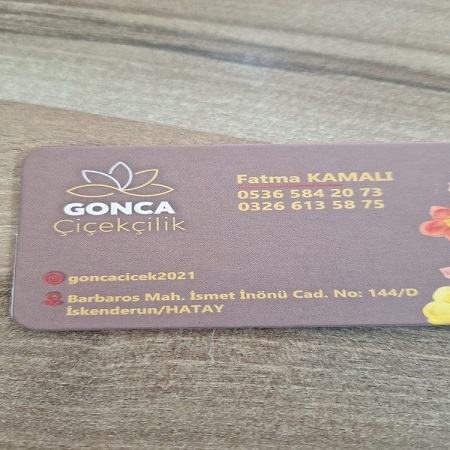 GONCA
Çiçekçilik
Fatma KAMALI
0536 584 20 73
0326 613 58 75
goncacicek2021
Barbaros Mah. İsmet İnönü Cad. No: 144/D
İskenderun/HATAY